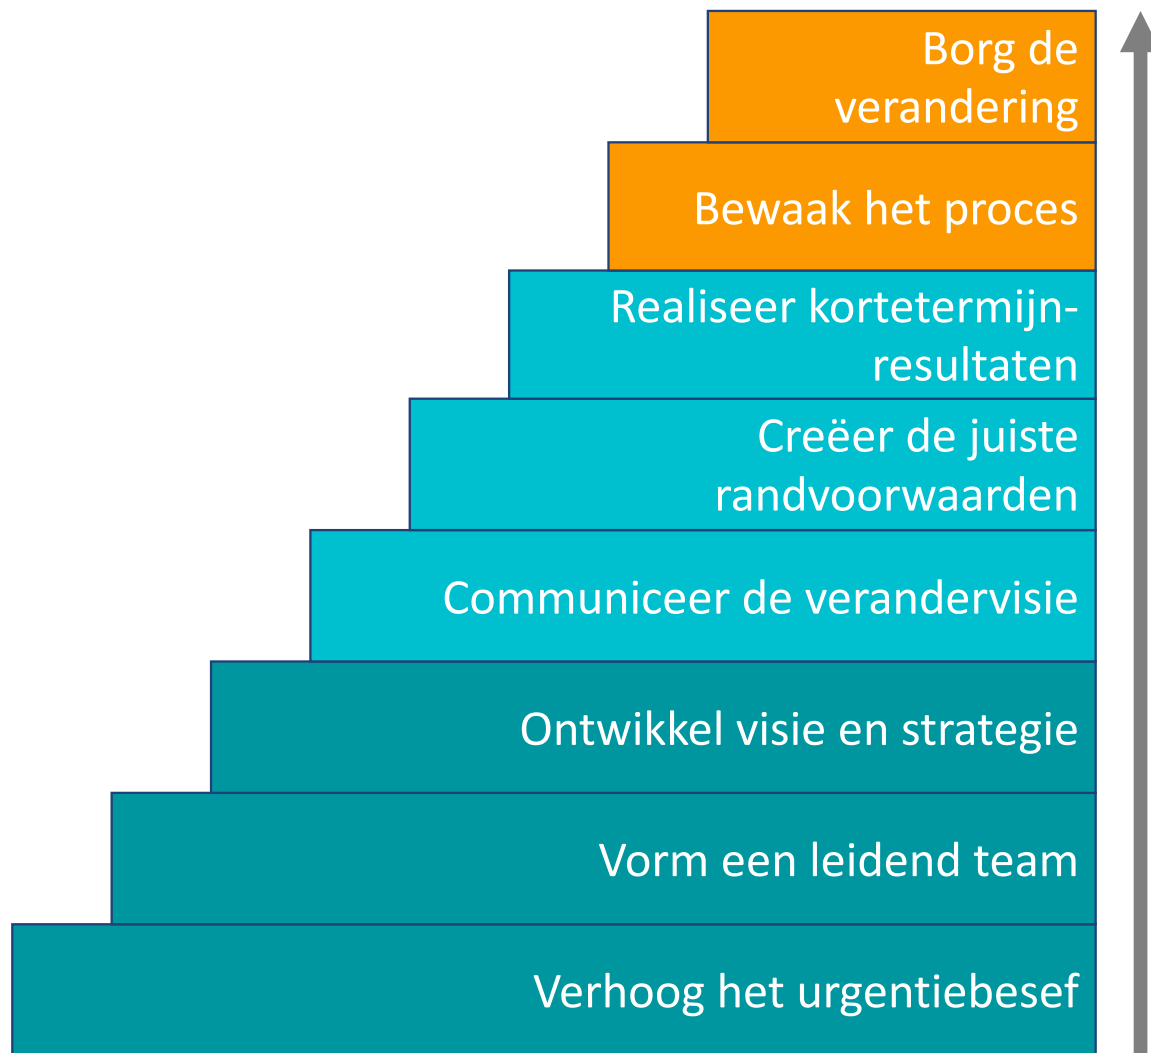 Borg de
verandering
Bewaak het proces
Realiseer kortetermijn-
resultaten
Creëer de juiste
randvoorwaarden
Communiceer de verandervisie
Ontwikkel visie en strategie
Vorm een leidend team
Verhoog het urgentiebesef